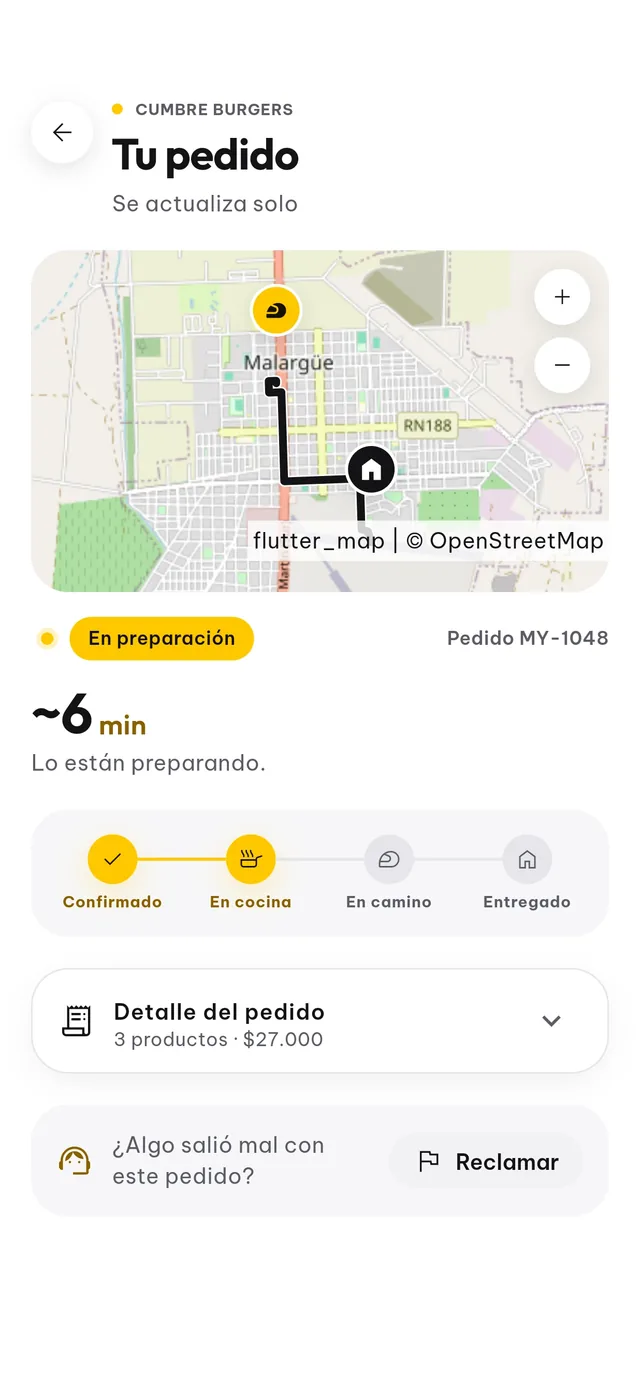 CUMBRE BURGERS
Tu pedido
Se actualiza solo
+
Malargüe
−
RN188
flutter_map | © OpenStreetMap
Mart
En preparación
Pedido MY-1048
~6 min
Lo están preparando.
Confirmado
En cocina
En camino
Entregado
Detalle del pedido
3 productos · $27.000
¿Algo salió mal con
este pedido?
Reclamar